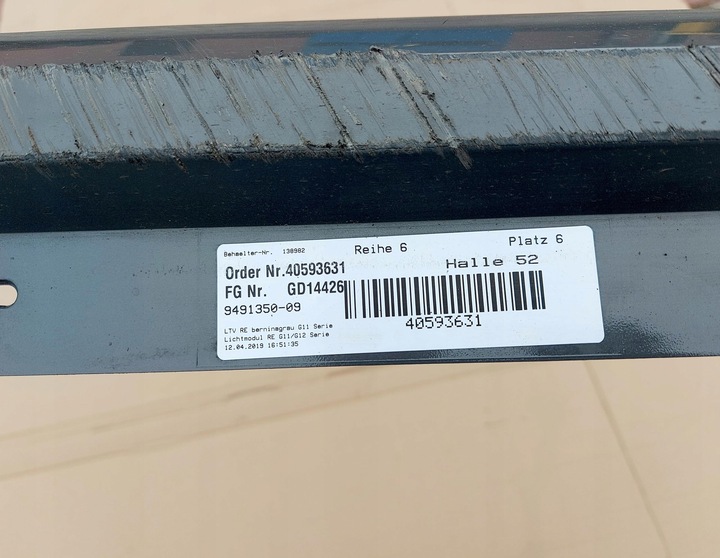 Behaelter-Nr. 138982 Reihe 6 Platz 6
Order Nr.40593631 Halle 52
FG Nr. GD14426
9491350-09
40593631
LTV RE berninagrau G11 Serie
Lichtmodul RE G11/G12 Serie
12.04.2019 16:51:35